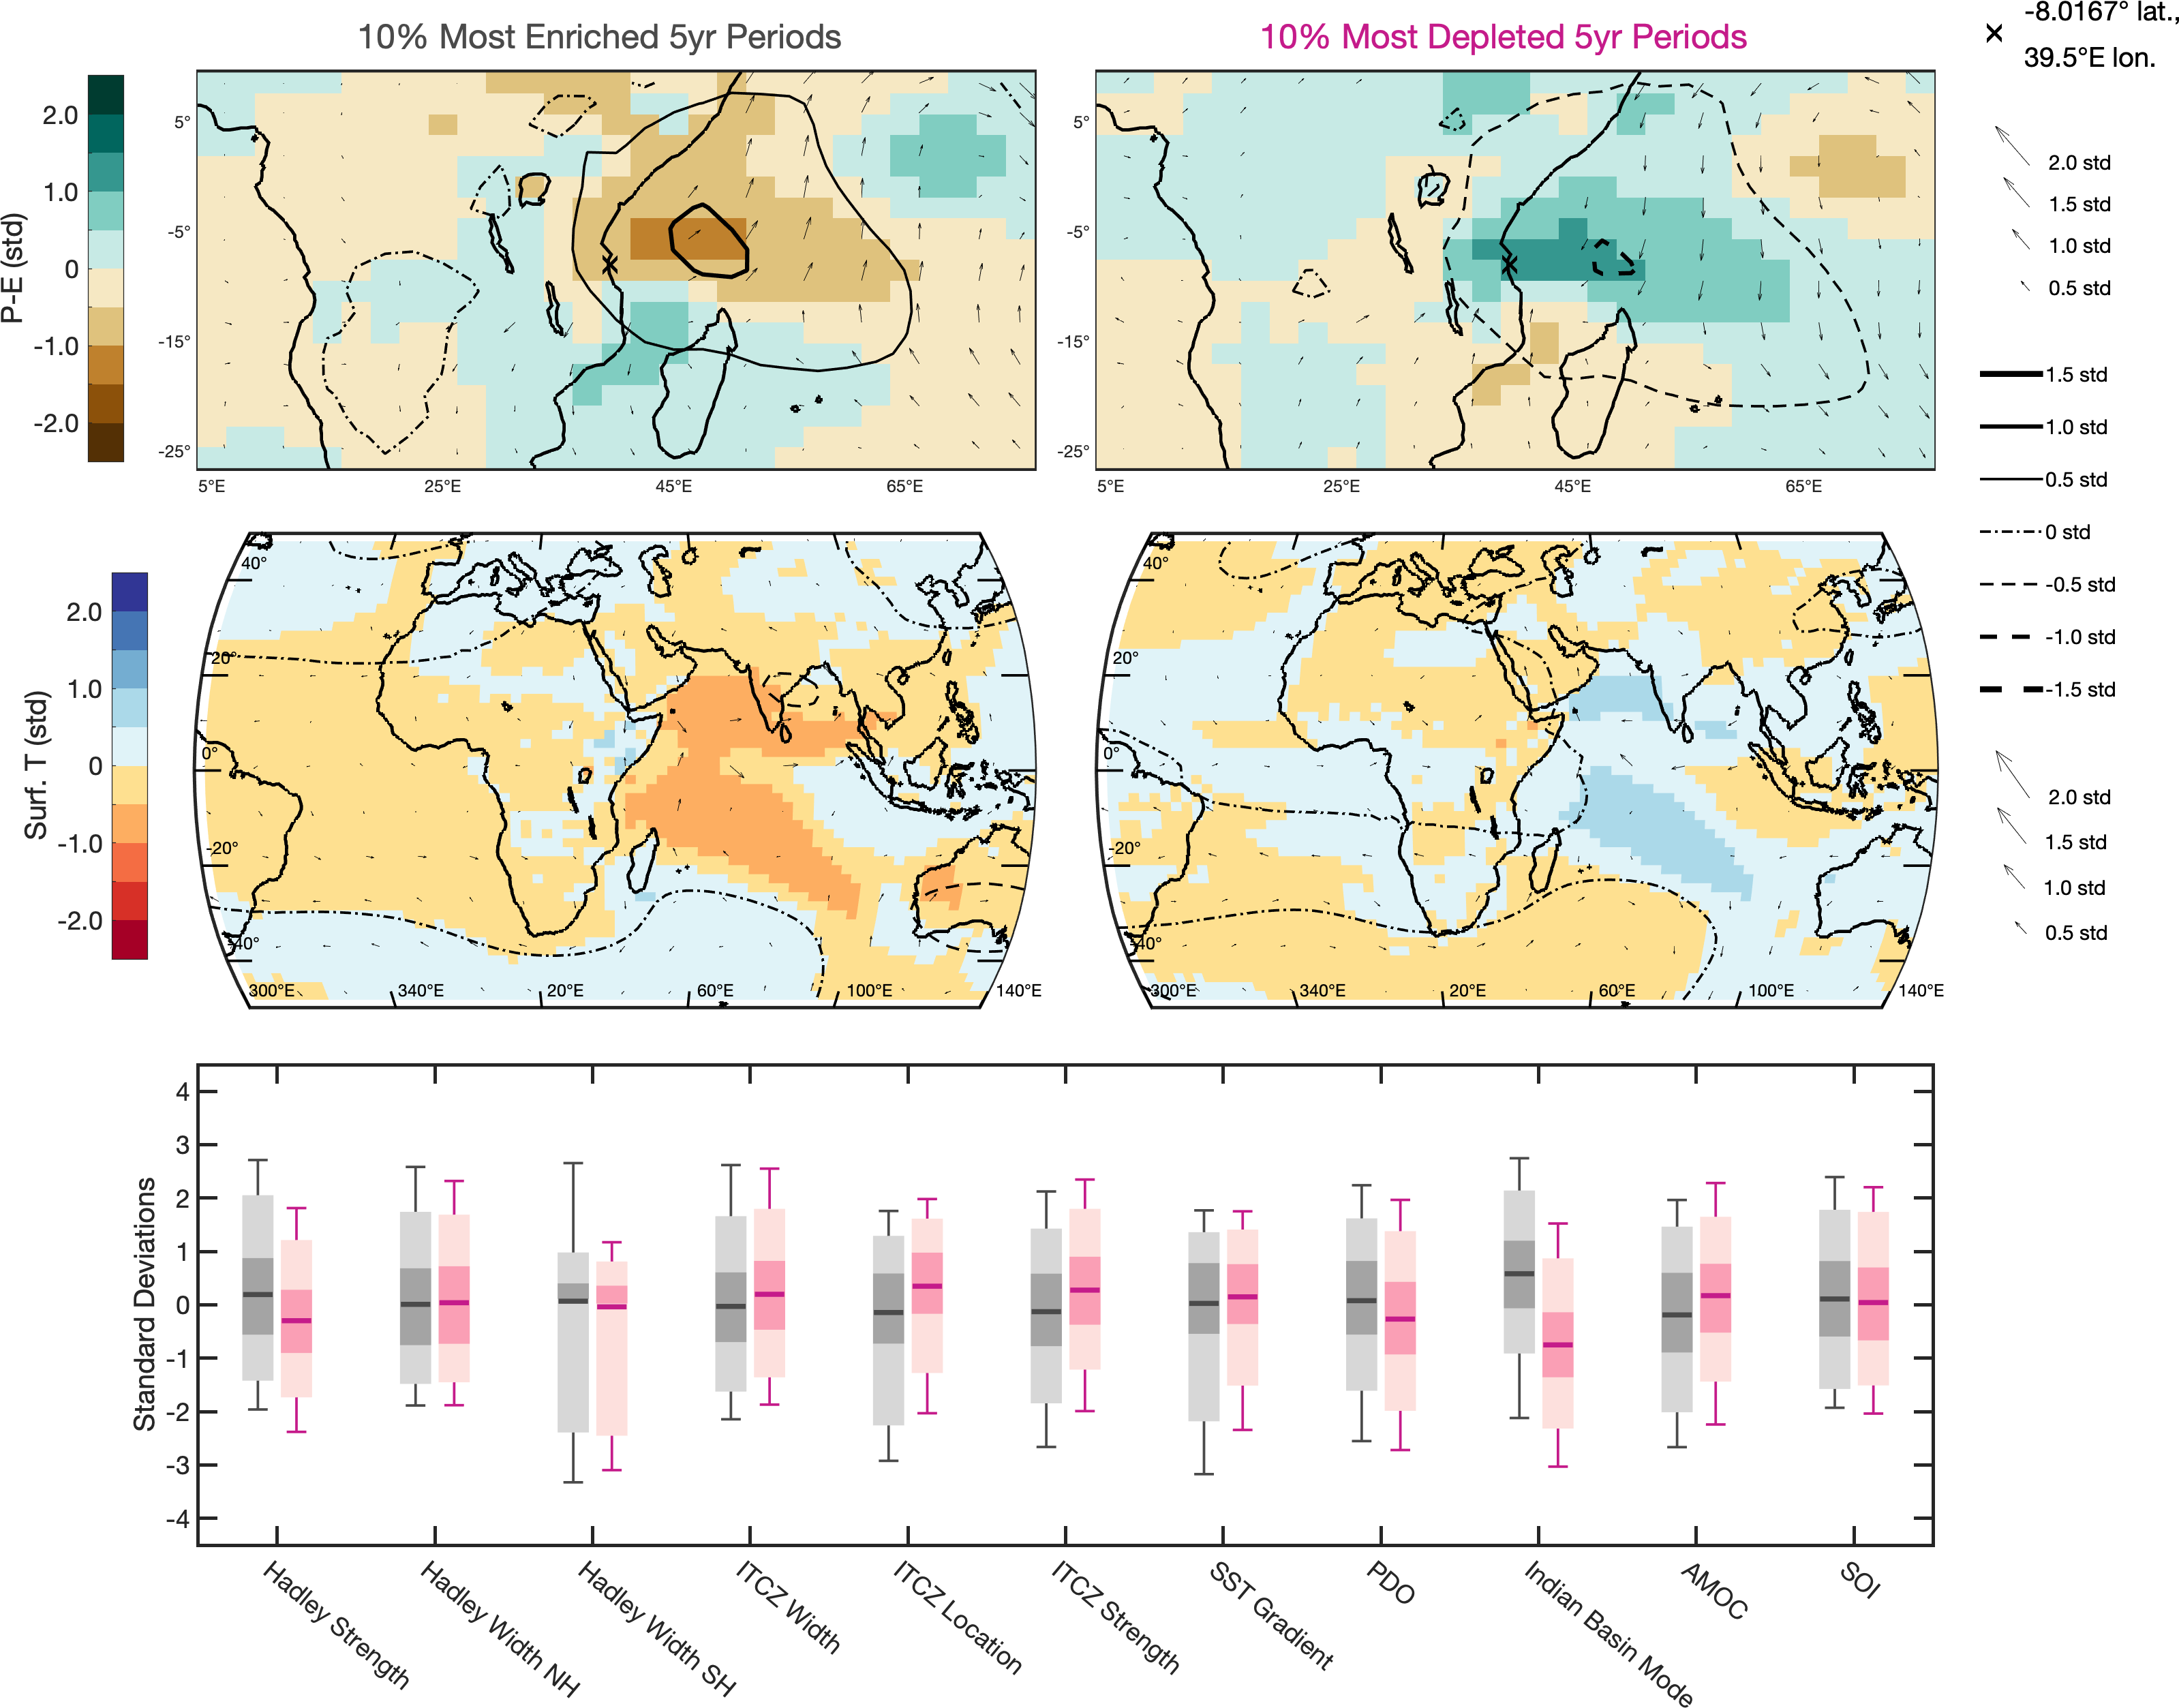 10% Most Enriched 5yr Periods
10% Most Depleted 5yr Periods
-8.0167° lat.,
39.5°E lon.
P-E (std)
2.0
1.0
0
-1.0
-2.0
5°
-5°
-15°
-25°
5°E
25°E
45°E
65°E
5°
-5°
-15°
-25°
5°E
25°E
45°E
65°E
2.0 std
1.5 std
1.0 std
0.5 std
1.5 std
1.0 std
0.5 std
0 std
-0.5 std
-1.0 std
-1.5 std
Surf. T (std)
2.0
1.0
0
-1.0
-2.0
40°
20°
0°
-20°
-40°
300°E
340°E
20°E
60°E
100°E
140°E
40°
20°
0°
-20°
-40°
300°E
340°E
20°E
60°E
100°E
140°E
2.0 std
1.5 std
1.0 std
0.5 std
Standard Deviations
4
3
2
1
0
-1
-2
-3
-4
Hadley Strength
Hadley Width NH
Hadley Width SH
ITCZ Width
ITCZ Location
ITCZ Strength
SST Gradient
PDO
Indian Basin Mode
AMOC
SOI